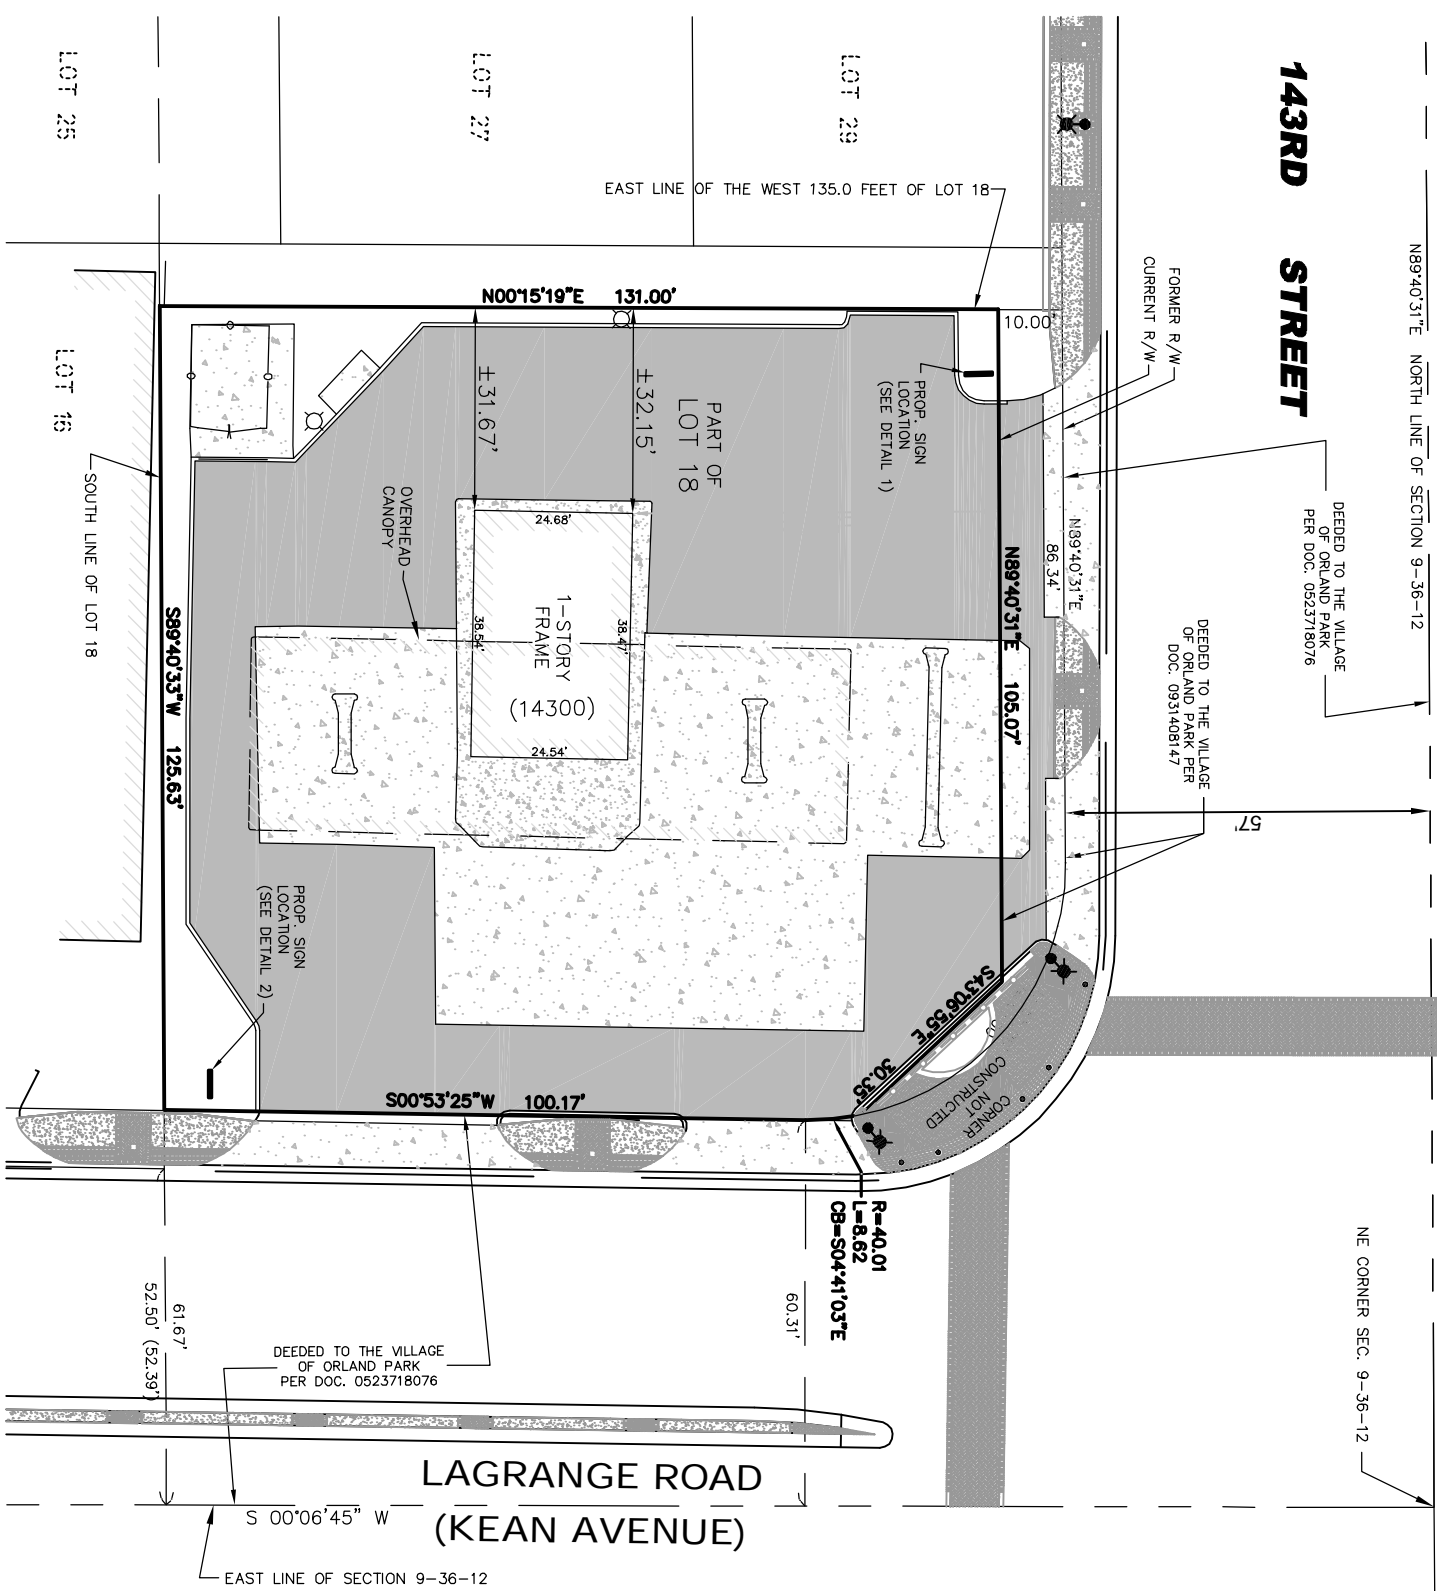 143RD STREET
N89°40'31"E NORTH LINE OF SECTION 9-36-12
LOT 25
LOT 27
LOT 29
EAST LINE OF THE WEST 135.0 FEET OF LOT 18
FORMER R/W
CURRENT R/W
DEEDED TO THE VILLAGE
OF ORLAND PARK
PER DOC. 0523718076
DEEDED TO THE VILLAGE
OF ORLAND PARK PER
DOC. 0931408147
57'
N00°15'19"E 131.00'
10.00'
LOT 16
SOUTH LINE OF LOT 18
±31.67'
±32.15'
PART OF
LOT 18
PROP. SIGN
LOCATION
(SEE DETAIL 1)
N89°40'31"E
86.34'
N89°40'31"E 105.07'
OVERHEAD
CANOPY
24.68'
38.54'
38.47'
1-STORY
FRAME
(14300)
24.54'
S89°40'33"W 125.63'
PROP. SIGN
LOCATION
(SEE DETAIL 2)
S43°06'55"E
30.35'
CORNER
NOT
CONSTRUCTED
S00°53'25"W 100.17'
R=40.01
L=8.62
CB=S04°41'03"E
NE CORNER SEC. 9-36-12
61.67'
52.50' (52.39')
60.31'
DEEDED TO THE VILLAGE
OF ORLAND PARK
PER DOC. 0523718076
LAGRANGE ROAD
(KEAN AVENUE)
S 00°06'45" W
EAST LINE OF SECTION 9-36-12